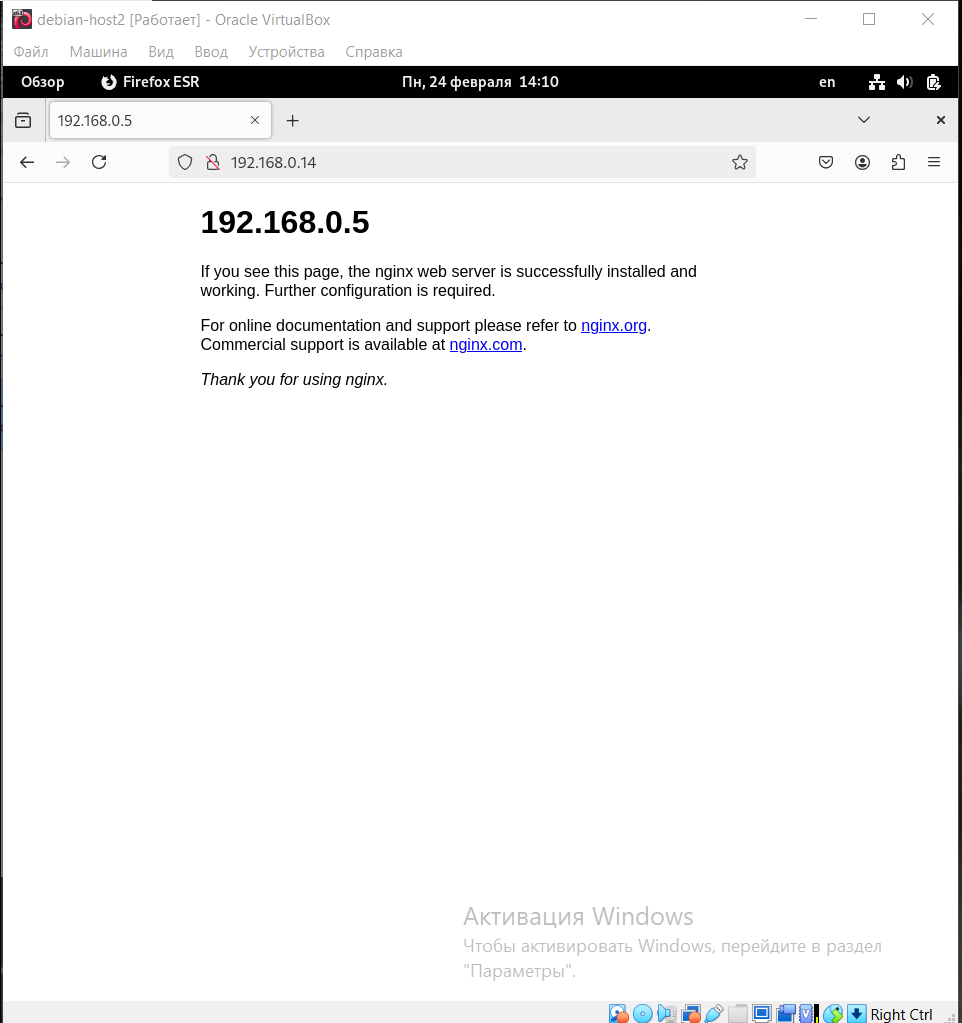 debian-host2 [Работает] - Oracle VirtualBox
Файл Машина Вид Ввод Устройства Справка
Обзор Firefox ESR Пн, 24 февраля 14:10 en
192.168.0.5
192.168.0.14
192.168.0.5
If you see this page, the nginx web server is successfully installed and
working. Further configuration is required.
For online documentation and support please refer to nginx.org.
Commercial support is available at nginx.com.
Thank you for using nginx.
Активация Windows
Чтобы активировать Windows, перейдите в раздел
"Параметры".
Right Ctrl